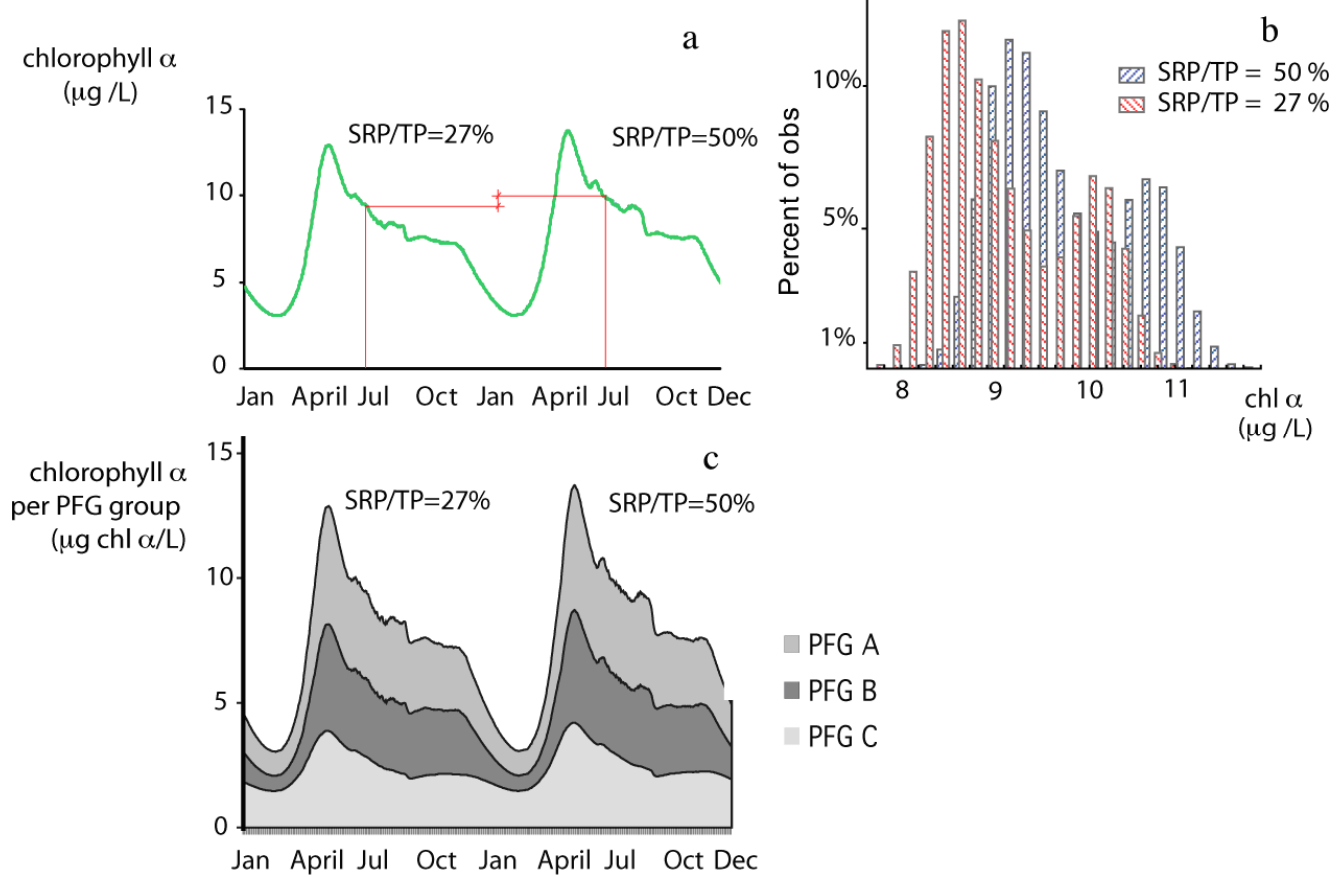 a
chlorophyll α
(µg /L)
15
10
5
0
SRP/TP=27%
SRP/TP=50%
Jan April Jul Oct Jan April Jul Oct Dec
b
SRP/TP = 50 %
SRP/TP = 27 %
Percent of obs
10%
5%
1%
8 9 10 11
chl α
(µg /L)
c
chlorophyll α
per PFG group
(µg chl α/L)
15
10
5
0
SRP/TP=27%
SRP/TP=50%
Jan April Jul Oct Jan April Jul Oct Dec
PFG A
PFG B
PFG C